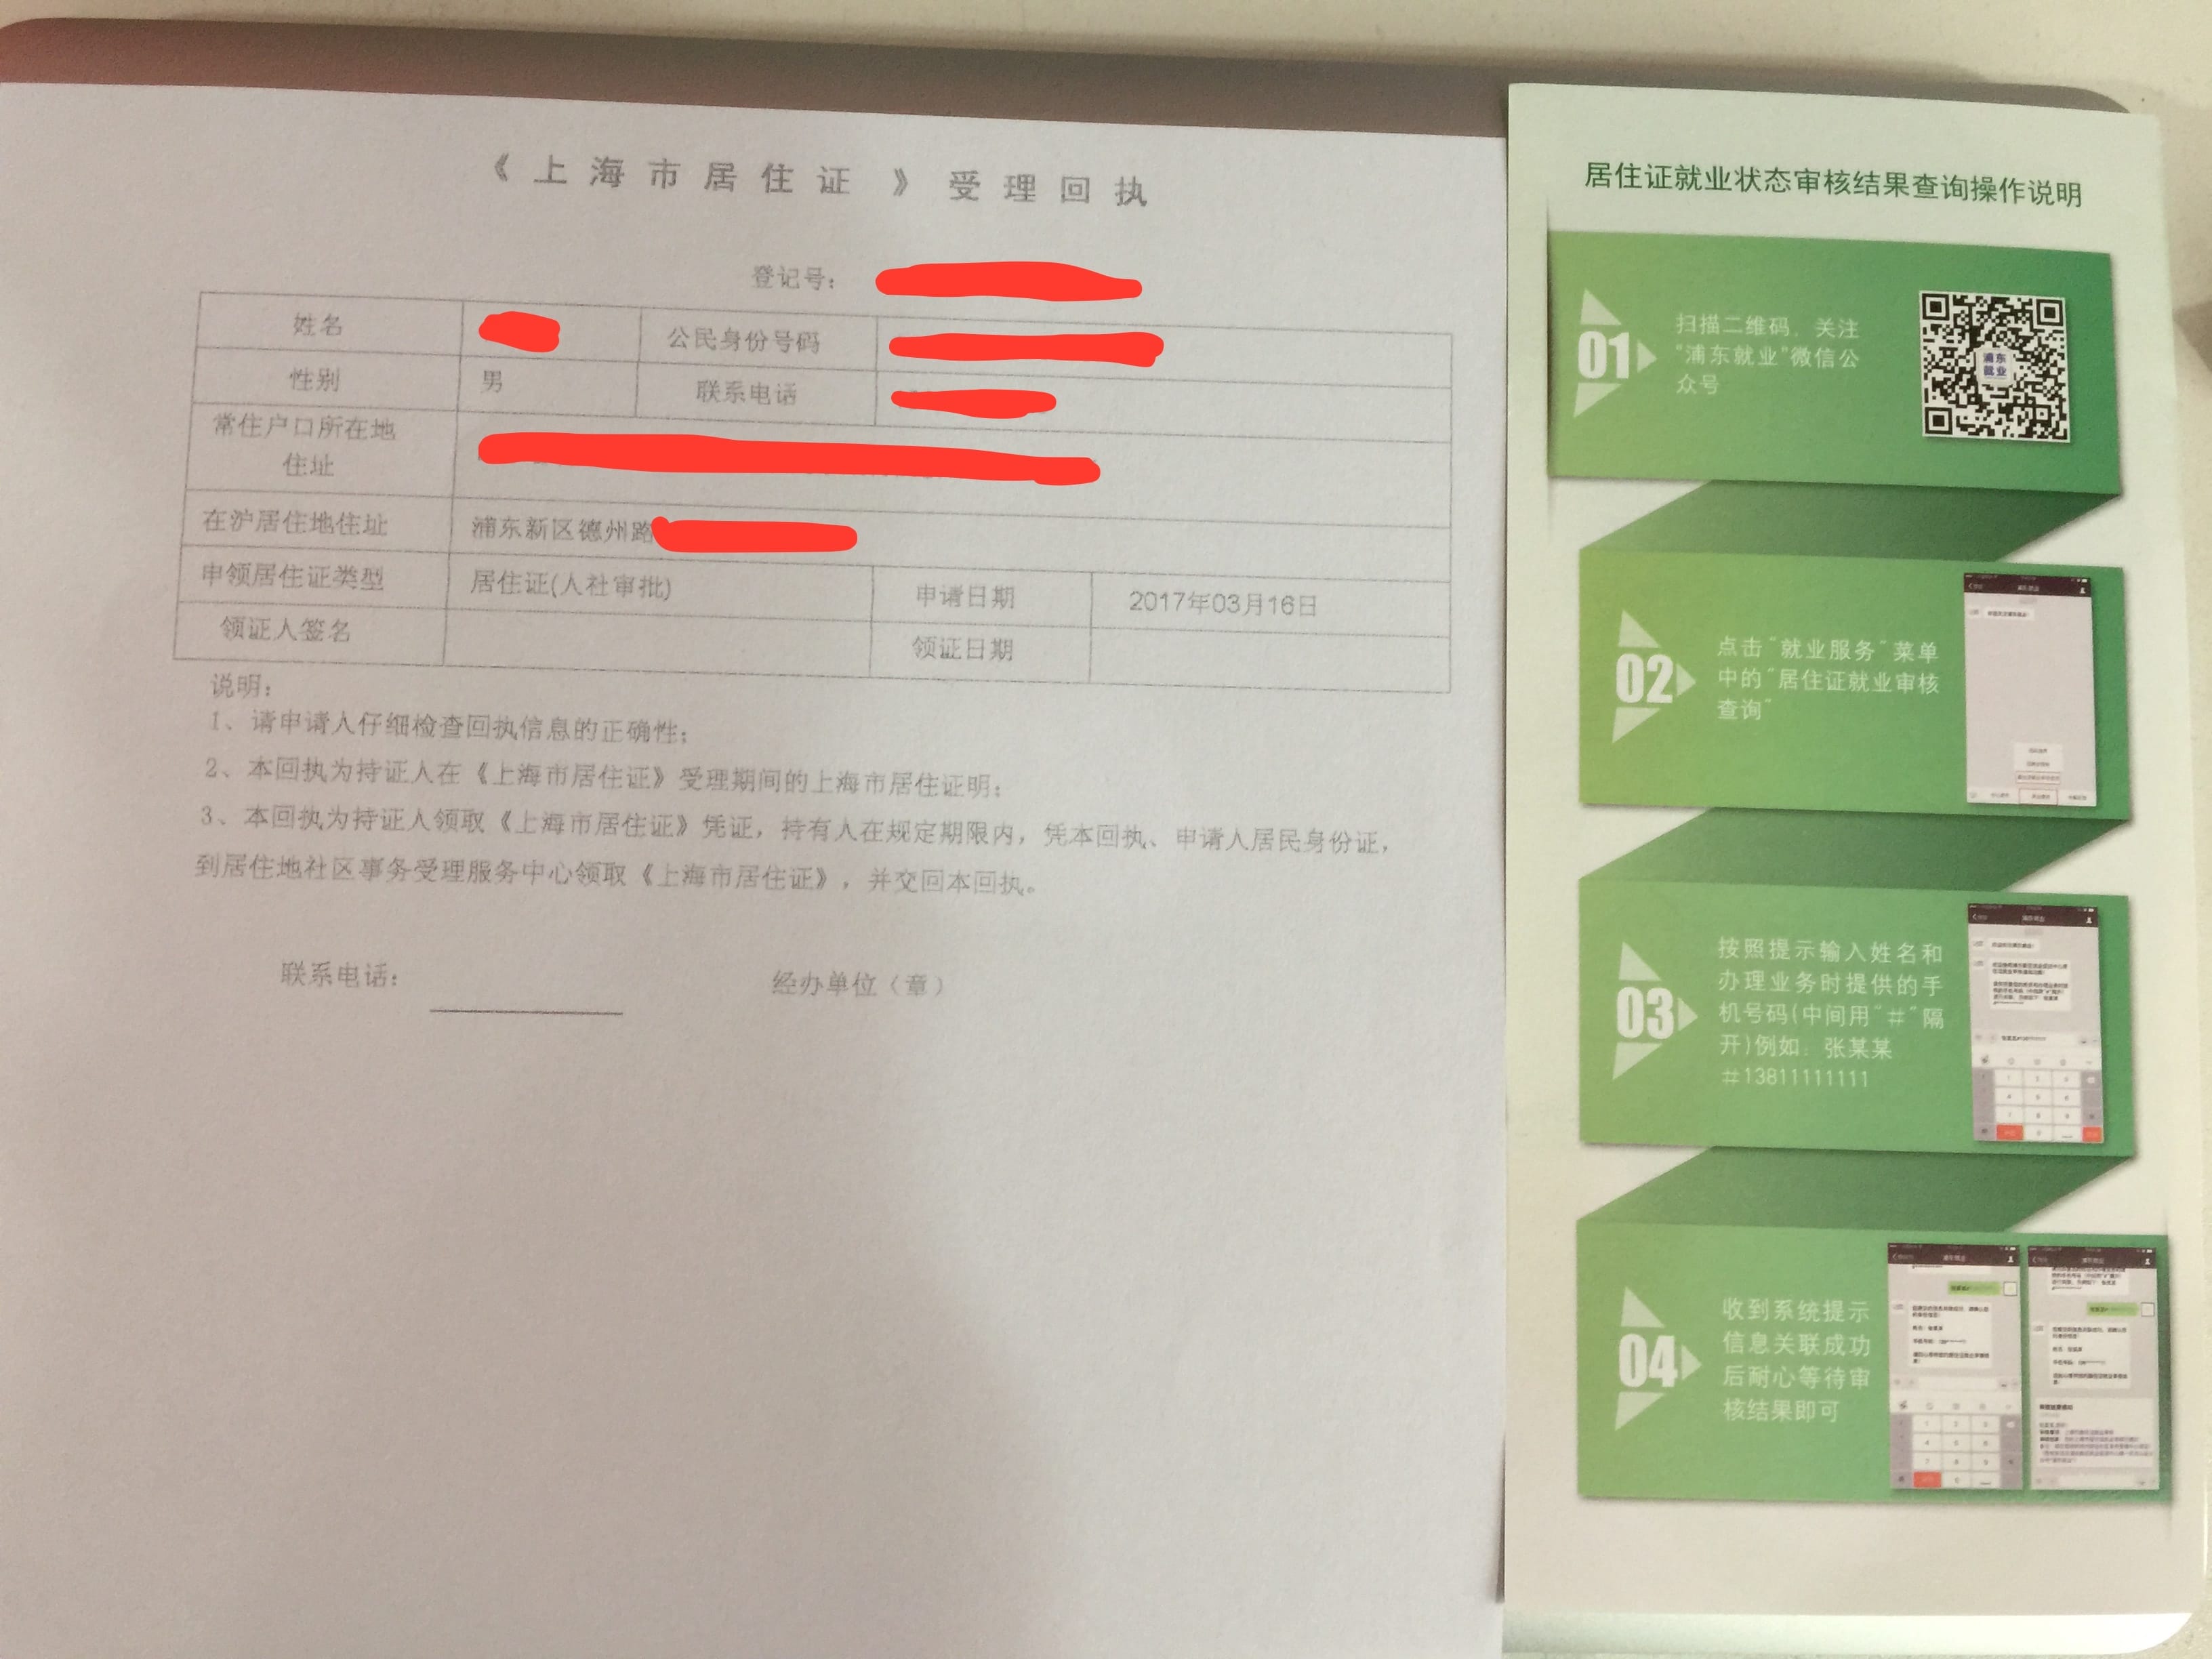 《上海市居住证》受理回执
登记号：
姓名 公民身份号码
性别 男 联系电话
常住户口所在地
住址
在沪居住地住址 浦东新区德州路
申领居住证类型 居住证(人社审批) 申请日期 2017年03月16日
领证人签名 领证日期
说明：
1、请申请人仔细检查回执信息的正确性；
2、本回执为持证人在《上海市居住证》受理期间的上海市居住证明；
3、本回执为持证人领取《上海市居住证》凭证，持有人在规定期限内，凭本回执、申请人居民身份证，
到居住地社区事务受理服务中心领取《上海市居住证》，并交回本回执。
联系电话： 经办单位（章）
居住证就业状态审核结果查询操作说明
01
扫描二维码，关注
“浦东就业”微信公
众号
浦东
就业
02
点击“就业服务”菜单
中的“居住证就业审核
查询”
03
按照提示输入姓名和
办理业务时提供的手
机号码(中间用“＃”隔
开)例如：张某某
＃13811111111
04
收到系统提示
信息关联成功
后耐心等待审
核结果即可